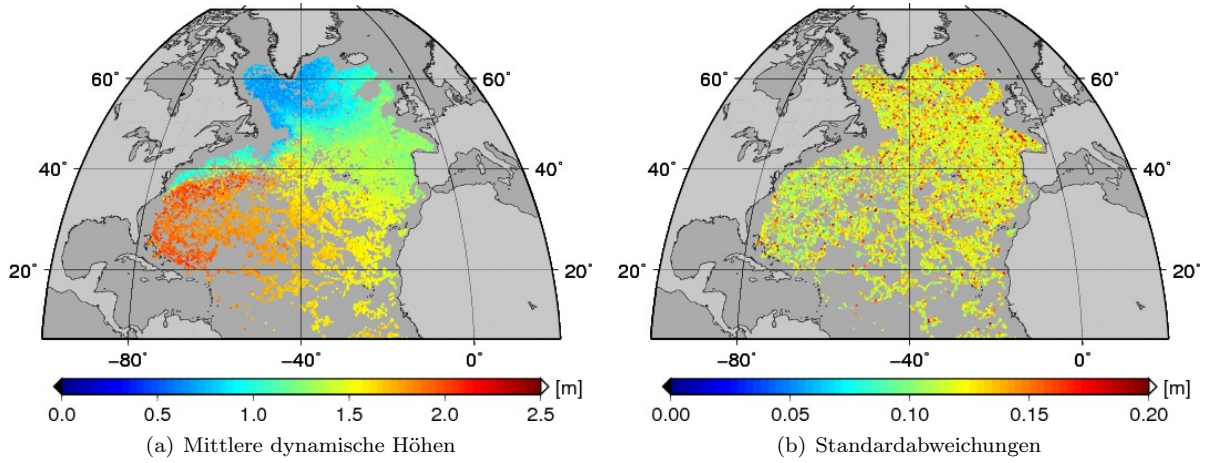 60° 60° 60° 60°
40° 40° 40° 40°
20° 20° 20° 20°
−80° −40° 0° −80° −40° 0°
[m] [m]
0.0 0.5 1.0 1.5 2.0 2.5 0.00 0.05 0.10 0.15 0.20
(a) Mittlere dynamische Höhen (b) Standardabweichungen